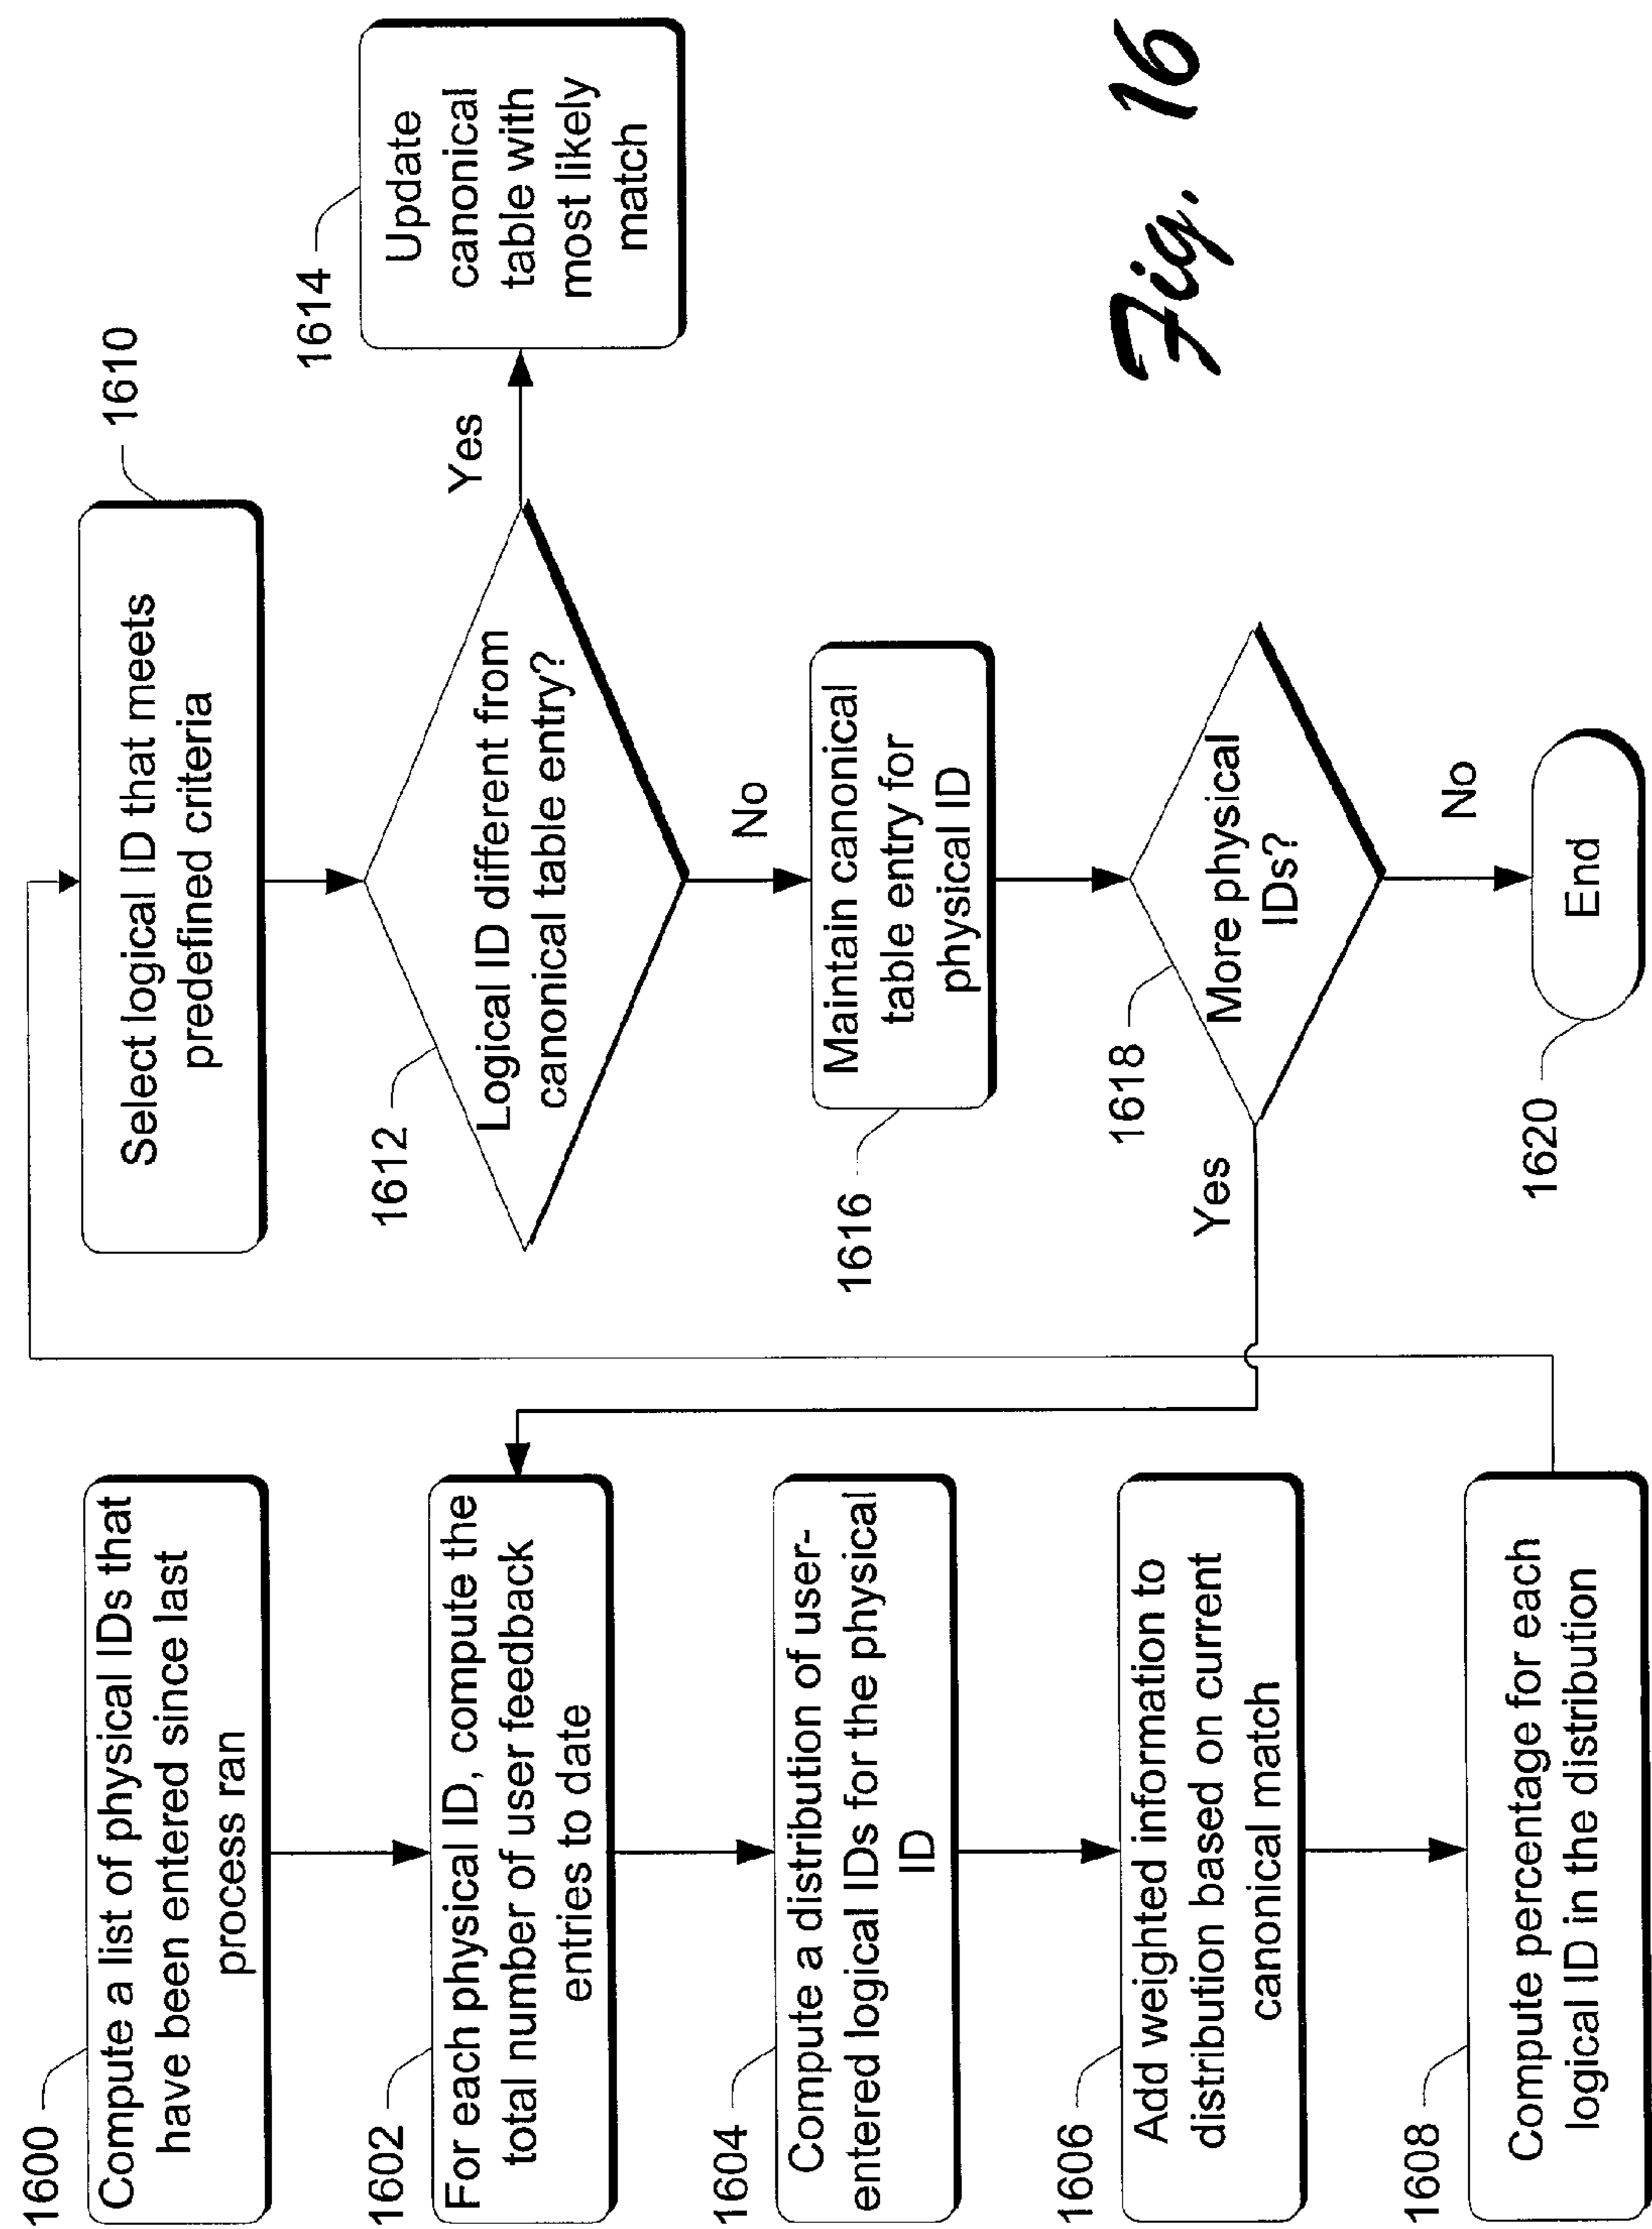 1600
Compute a list of physical IDs that
have been entered since last
process ran
1602
For each physical ID, compute the
total number of user feedback
entries to date
1604
Compute a distribution of user-
entered logical IDs for the physical
ID
1606
Add weighted information to
distribution based on current
canonical match
1608
Compute percentage for each
logical ID in the distribution
1610
Select logical ID that meets
predefined criteria
1612
Logical ID different from
canonical table entry?
Yes
1614
Update
canonical
table with
most likely
match
No
1616
Maintain canonical
table entry for
physical ID
1618
More physical
IDs?
Yes
No
1620
End
Fig. 16